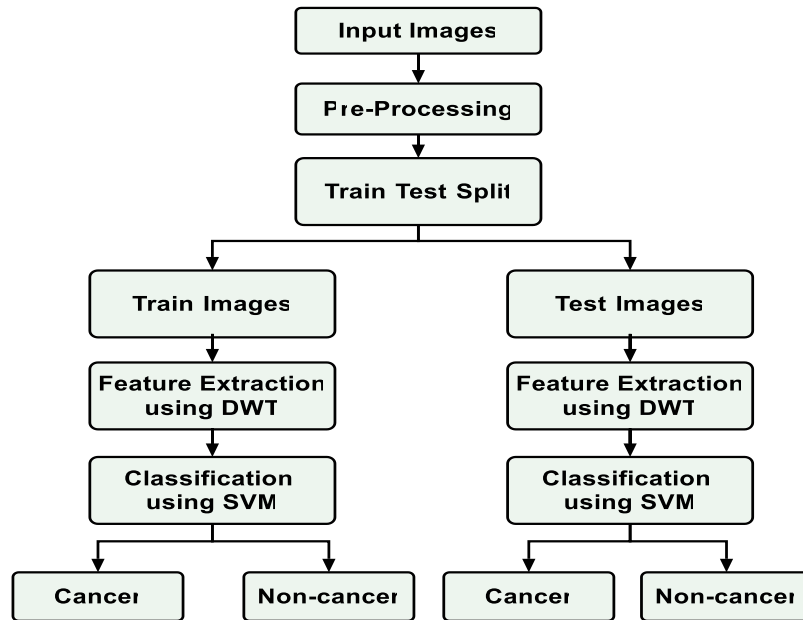 Input Images
Pre-Processing
Train Test Split
Train Images
Test Images
Feature Extraction
using DWT
Feature Extraction
using DWT
Classification
using SVM
Classification
using SVM
Cancer
Non-cancer
Cancer
Non-cancer